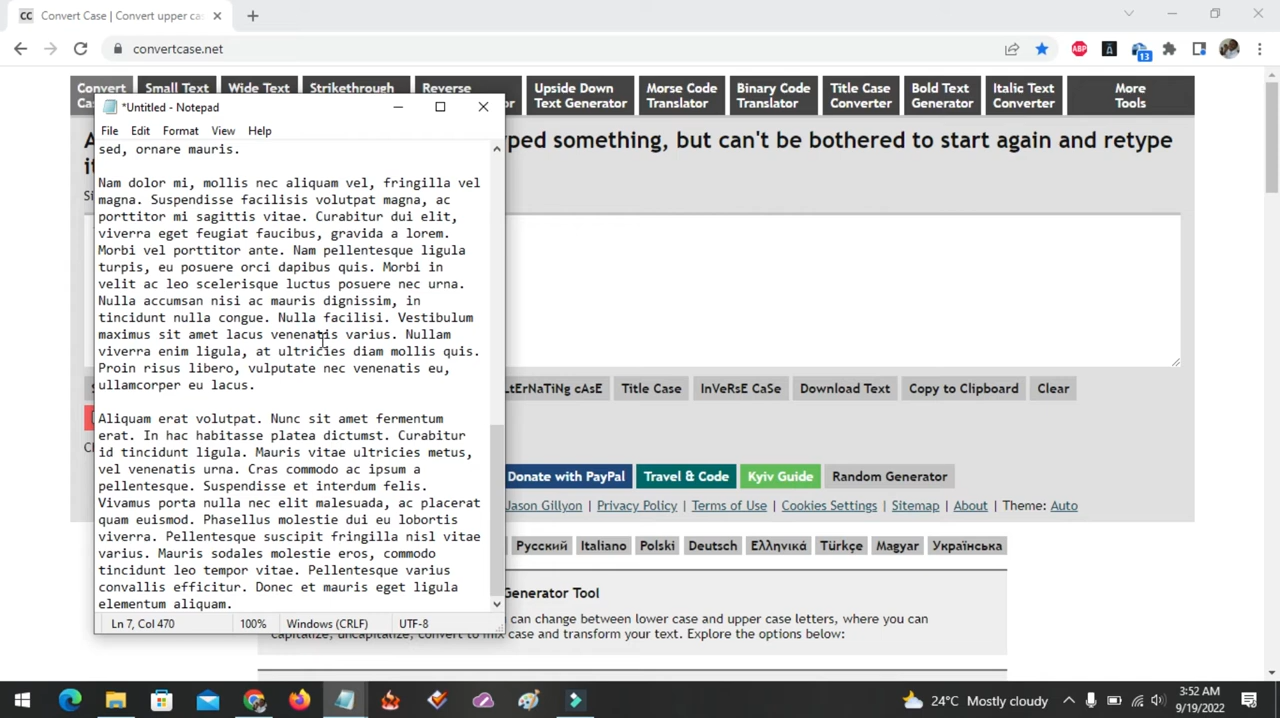 Convert Case | Convert upper ca
convertcase.net
13
Convert
Small Text
Wide Text
Strikethrough
Reverse
Upside Down
Text Generator
Morse Code
Translator
Binary Code
Translator
Title Case
Converter
Bold Text
Generator
Italic Text
Converter
More
Tools
ped something, but can't be bothered to start again and retype
*Untitled - Notepad
File Edit Format View Help
sed, ornare mauris.
Nam dolor mi, mollis nec aliquam vel, fringilla vel
magna. Suspendisse facilisis volutpat magna, ac
porttitor mi sagittis vitae. Curabitur dui elit,
viverra eget feugiat faucibus, gravida a lorem.
Morbi vel porttitor ante. Nam pellentesque ligula
turpis, eu posuere orci dapibus quis. Morbi in
velit ac leo scelerisque luctus posuere nec urna.
Nulla accumsan nisi ac mauris dignissim, in
tincidunt nulla congue. Nulla facilisi. Vestibulum
maximus sit amet lacus venenatis varius. Nullam
viverra enim ligula, at ultricies diam mollis quis.
Proin risus libero, vulputate nec venenatis eu,
ullamcorper eu lacus.
Aliquam erat volutpat. Nunc sit amet fermentum
erat. In hac habitasse platea dictumst. Curabitur
id tincidunt ligula. Mauris vitae ultricies metus,
vel venenatis urna. Cras commodo ac ipsum a
pellentesque. Suspendisse et interdum felis.
Vivamus porta nulla nec elit malesuada, ac placerat
quam euismod. Phasellus molestie dui eu lobortis
viverra. Pellentesque suscipit fringilla nisl vitae
varius. Mauris sodales molestie eros, commodo
tincidunt leo tempor vitae. Pellentesque varius
convallis efficitur. Donec et mauris eget ligula
elementum aliquam.
Ln 7, Col 470 100% Windows (CRLF) UTF-8
LtErNaTiNg cAsE Title Case InVeRsE CaSe Download Text Copy to Clipboard Clear
Donate with PayPal Travel & Code Kyiv Guide Random Generator
Jason Gillyon | Privacy Policy | Terms of Use | Cookies Settings | Sitemap | About | Theme: Auto
Русский Italiano Polski Deutsch Ελληνικά Türkçe Magyar Українська
Generator Tool
can change between lower case and upper case letters, where you can
capitalize, uncapitalize, convert to mix case and transform your text. Explore the options below:
24°C Mostly cloudy
3:52 AM
9/19/2022